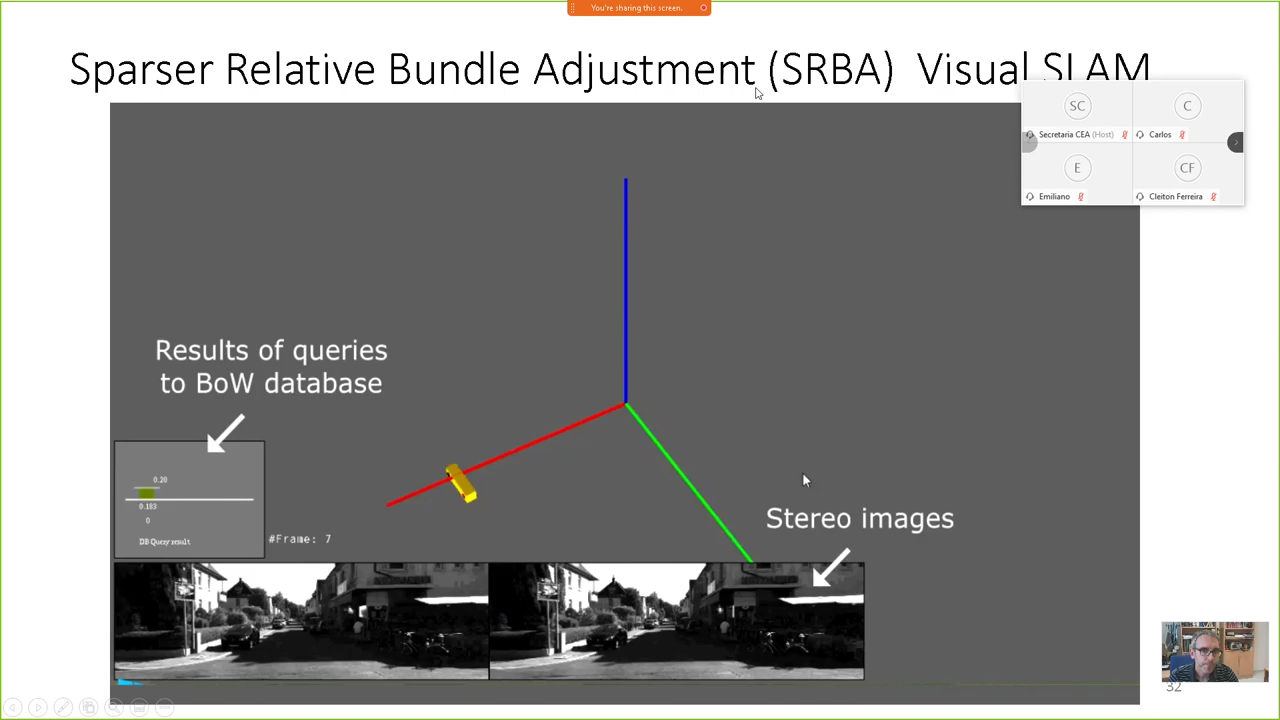 You're sharing this screen.
Sparser Relative Bundle Adjustment (SRBA) Visual SLAM
SC
C
Secretaria CEA (Host)
Carlos
E
CF
Emiliano
Cleiton Ferreira
Results of queries
to BoW database
0.20
0.183
0
DB Query result
#Frame: 7
Stereo images
32